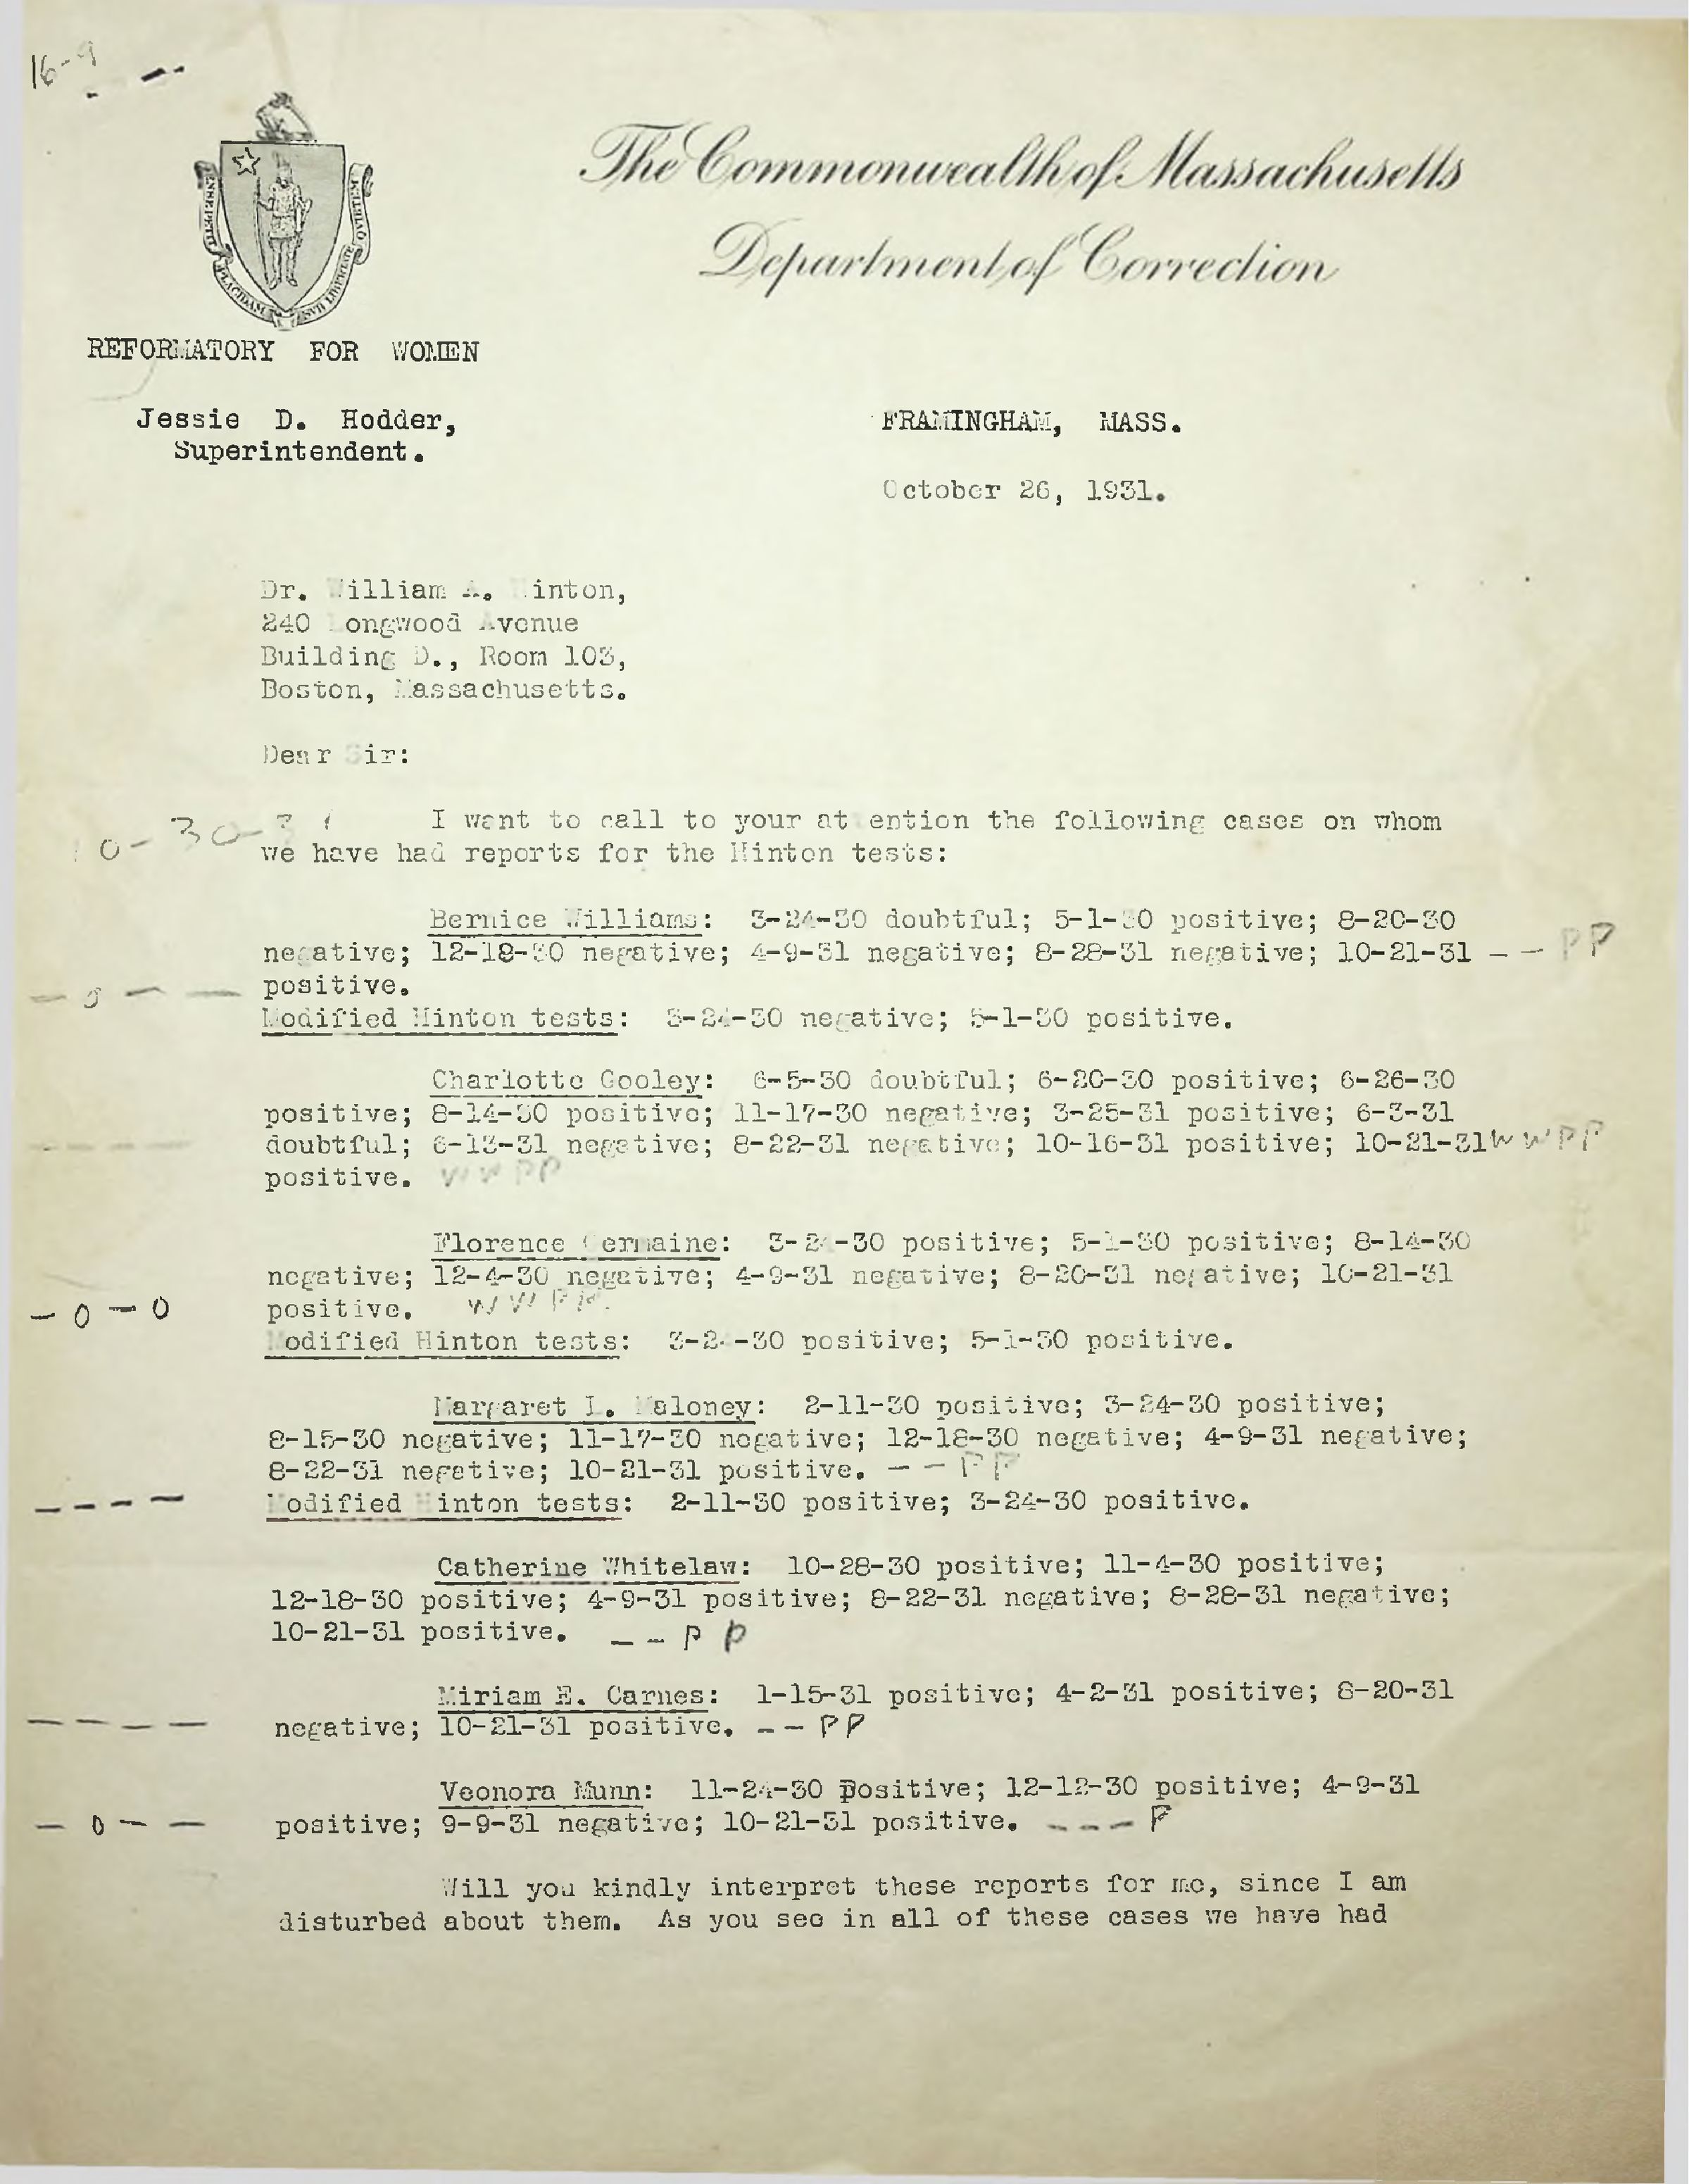 16-9
The Commonwealth of Massachusetts
Department of Correction
ENSE PETIT PLACIDAM SVB LIBERTATE QVIETEM
REFORMATORY FOR WOMEN
Jessie D. Hodder,
Superintendent.
FRAMINGHAM, MASS.
October 26, 1931.
Dr. William A. Hinton,
240 Longwood Avenue
Building D., Room 103,
Boston, Massachusetts.
Dear Sir:
10-30-31
I want to call to your attention the following cases on whom
we have had reports for the Hinton tests:
Bernice Williams: 3-24-30 doubtful; 5-1-30 positive; 8-20-30
negative; 12-18-30 negative; 4-9-31 negative; 8-28-31 negative; 10-21-31 - - PP
- 0 - - positive.
Modified Hinton tests: 3-24-30 negative; 5-1-30 positive.
Charlotte Gooley: 6-5-30 doubtful; 6-20-30 positive; 6-26-30
positive; 8-14-30 positive; 11-17-30 negative; 3-25-31 positive; 6-3-31
- - - - doubtful; 6-13-31 negative; 8-22-31 negative; 10-16-31 positive; 10-21-31 W W P P
positive. W W P P
Florence Germaine: 3-24-30 positive; 5-1-30 positive; 8-14-30
negative; 12-4-30 negative; 4-9-31 negative; 8-20-31 negative; 10-21-31
- 0 - 0 positive. W W P P
Modified Hinton tests: 3-24-30 positive; 5-1-30 positive.
Margaret L. Maloney: 2-11-30 positive; 3-24-30 positive;
8-15-30 negative; 11-17-30 negative; 12-18-30 negative; 4-9-31 negative;
8-22-31 negative; 10-21-31 positive. - - P P
- - - - Modified Hinton tests: 2-11-30 positive; 3-24-30 positive.
Catherine Whitelaw: 10-28-30 positive; 11-4-30 positive;
12-18-30 positive; 4-9-31 positive; 8-22-31 negative; 8-28-31 negative;
10-21-31 positive. - - P P
Miriam E. Carnes: 1-15-31 positive; 4-2-31 positive; 8-20-31
- - - - negative; 10-21-31 positive. - - P P
Veonora Munn: 11-24-30 positive; 12-12-30 positive; 4-9-31
- 0 - - positive; 9-9-31 negative; 10-21-31 positive. - - - P
Will you kindly interpret these reports for me, since I am
disturbed about them. As you see in all of these cases we have had